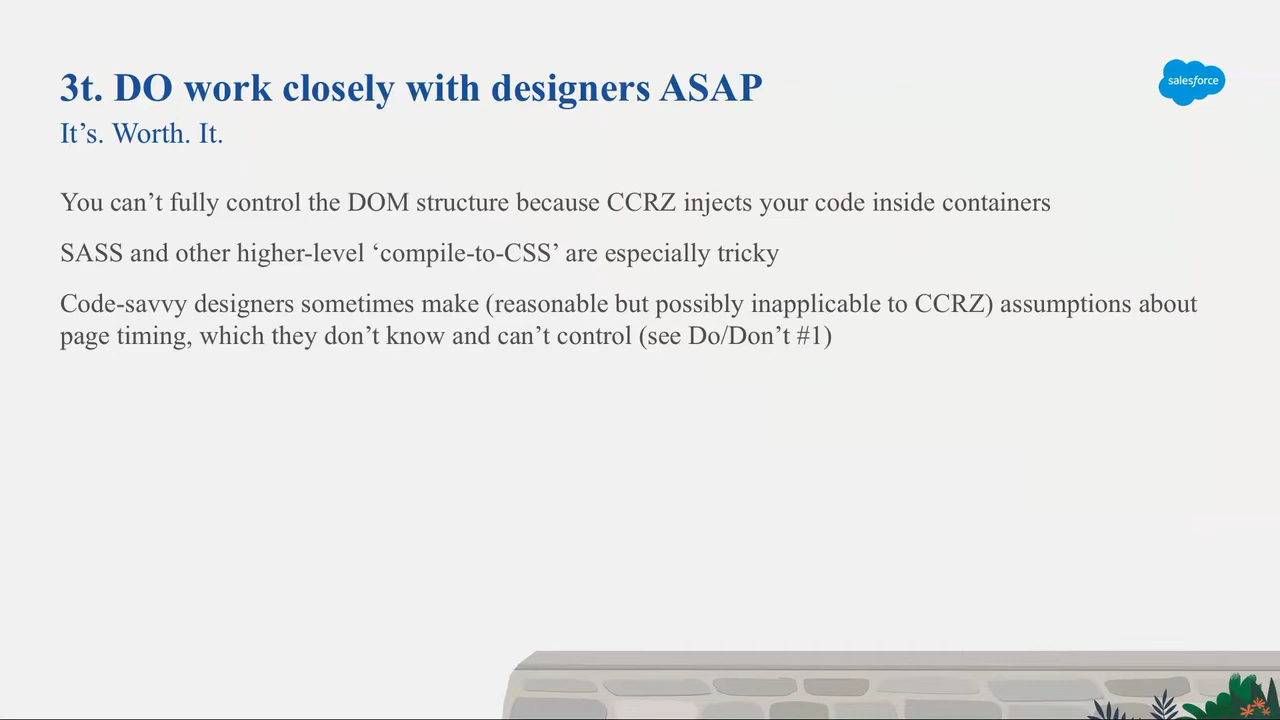 3t. DO work closely with designers ASAP
salesforce
It’s. Worth. It.
You can’t fully control the DOM structure because CCRZ injects your code inside containers
SASS and other higher-level ‘compile-to-CSS’ are especially tricky
Code-savvy designers sometimes make (reasonable but possibly inapplicable to CCRZ) assumptions about
page timing, which they don’t know and can’t control (see Do/Don’t #1)